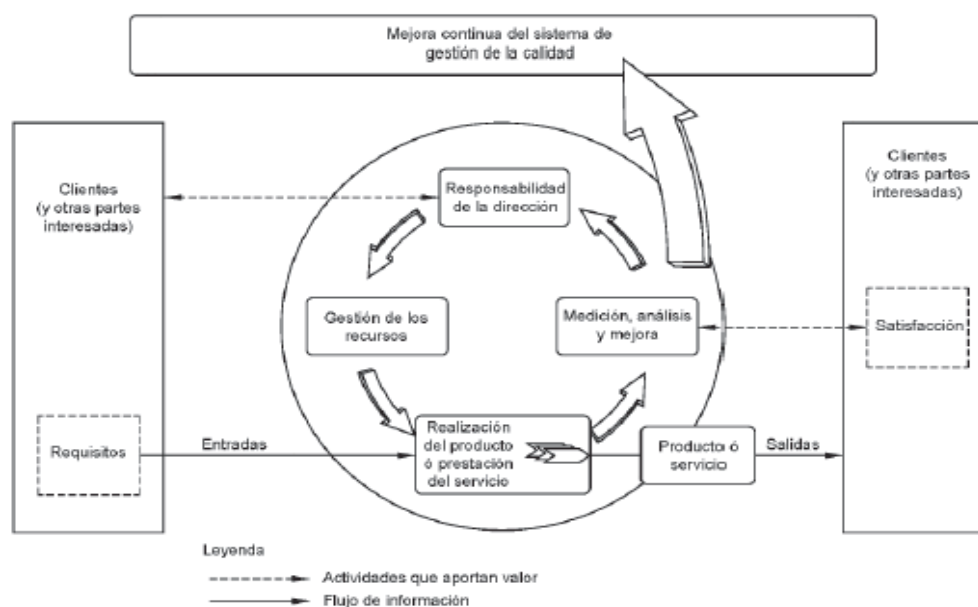 Mejora continua del sistema de
gestión de la calidad
Clientes
(y otras partes
interesadas)
Responsabilidad
de la dirección
Clientes
(y otras partes
interesadas)
Gestión de los
recursos
Medición, análisis
y mejora
Satisfacción
Requisitos
Entradas
Realización
del producto
ó prestación
del servicio
Producto ó
servicio
Salidas
Leyenda
Actividades que aportan valor
Flujo de información